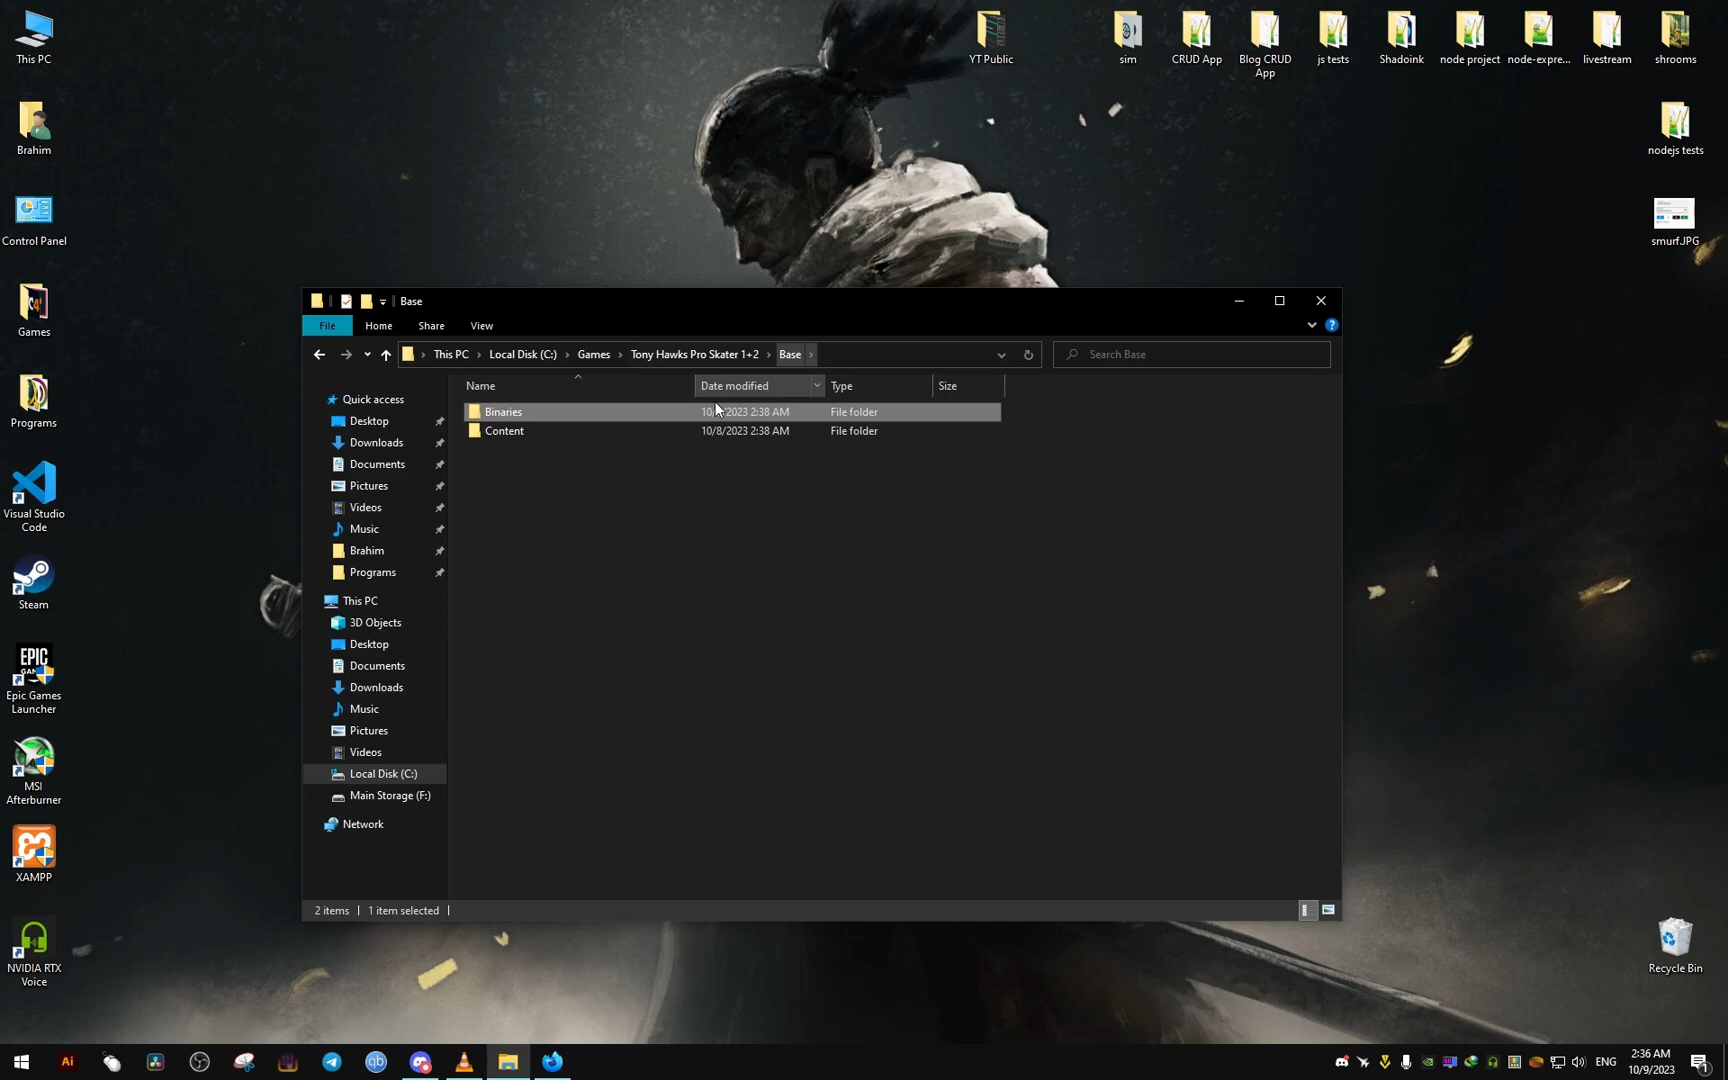 This PC
Brahim
Control Panel
Games
Programs
Visual Studio
Code
Steam
EPIC
Epic Games
Launcher
MSI
Afterburner
XAMPP
NVIDIA RTX
Voice
YT Public
sim
CRUD App
Blog CRUD
App
js tests
Shadoink
node project
node-expre...
livestream
shrooms
nodejs tests
smurf.JPG
Recycle Bin
Base
File
Home
Share
View
This PC
Local Disk (C:)
Games
Tony Hawks Pro Skater 1+2
Base
Search Base
Name
Date modified
Type
Size
Binaries
2023 2:38 AM
File folder
Content
10/8/2023 2:38 AM
File folder
Quick access
Desktop
Downloads
Documents
Pictures
Videos
Music
Brahim
Programs
This PC
3D Objects
Desktop
Documents
Downloads
Music
Pictures
Videos
Local Disk (C:)
Main Storage (F:)
Network
2 items
1 item selected
Ai
qb
ENG
2:36 AM
10/9/2023
1